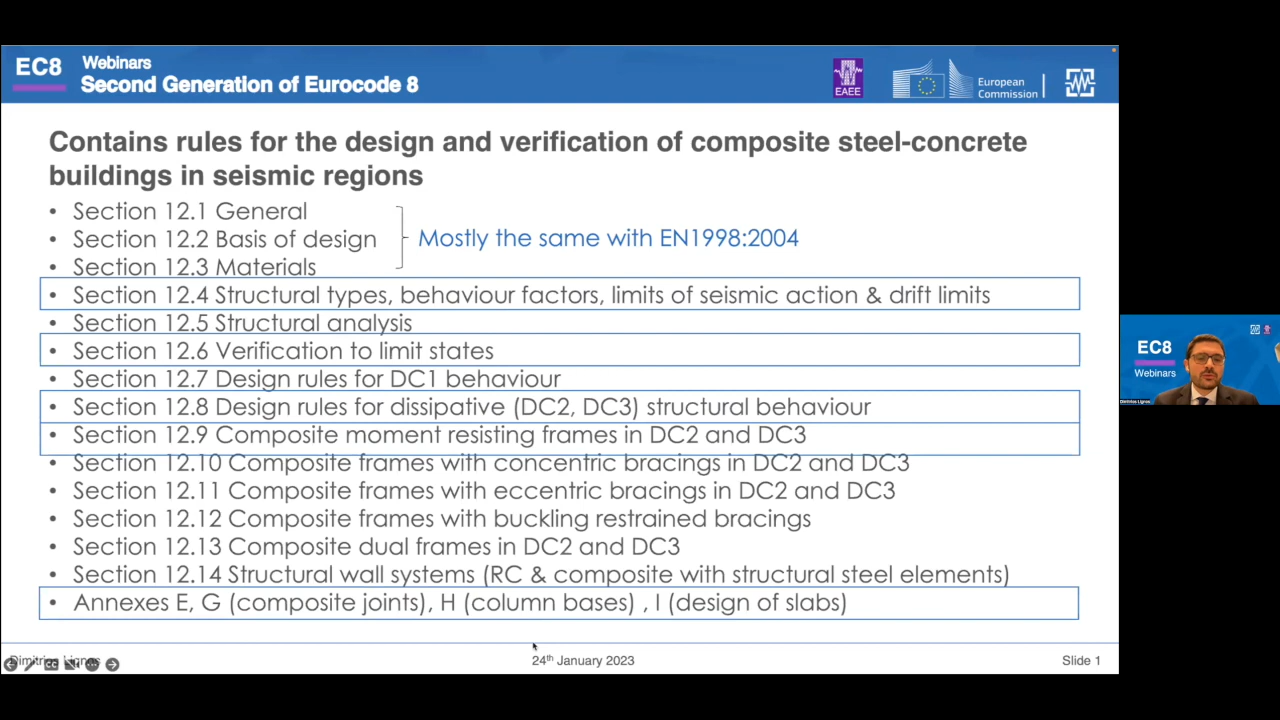 EC8
Webinars
Second Generation of Eurocode 8
EAEE
European
Commission
Contains rules for the design and verification of composite steel-concrete
buildings in seismic regions
• Section 12.1 General
• Section 12.2 Basis of design
• Section 12.3 Materials
Mostly the same with EN1998:2004
• Section 12.4 Structural types, behaviour factors, limits of seismic action & drift limits
• Section 12.5 Structural analysis
• Section 12.6 Verification to limit states
• Section 12.7 Design rules for DC1 behaviour
• Section 12.8 Design rules for dissipative (DC2, DC3) structural behaviour
• Section 12.9 Composite moment resisting frames in DC2 and DC3
• Section 12.10 Composite frames with concentric bracings in DC2 and DC3
• Section 12.11 Composite frames with eccentric bracings in DC2 and DC3
• Section 12.12 Composite frames with buckling restrained bracings
• Section 12.13 Composite dual frames in DC2 and DC3
• Section 12.14 Structural wall systems (RC & composite with structural steel elements)
• Annexes E, G (composite joints), H (column bases) , I (design of slabs)
Dimitrios Lignos
24th January 2023
Slide 1
EC8
Webinars
Dimitrios Lignos